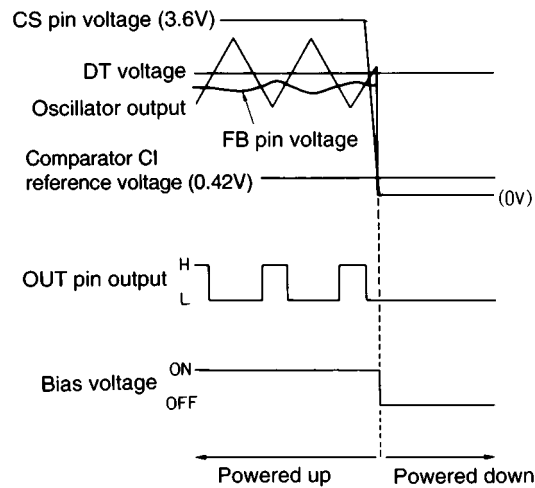 CS pin voltage (3.6V)
DT voltage
Oscillator output
FB pin voltage
Comparator CI
reference voltage (0.42V)
(0V)
H
OUT pin output
L
ON
Bias voltage
OFF
Powered up
Powered down